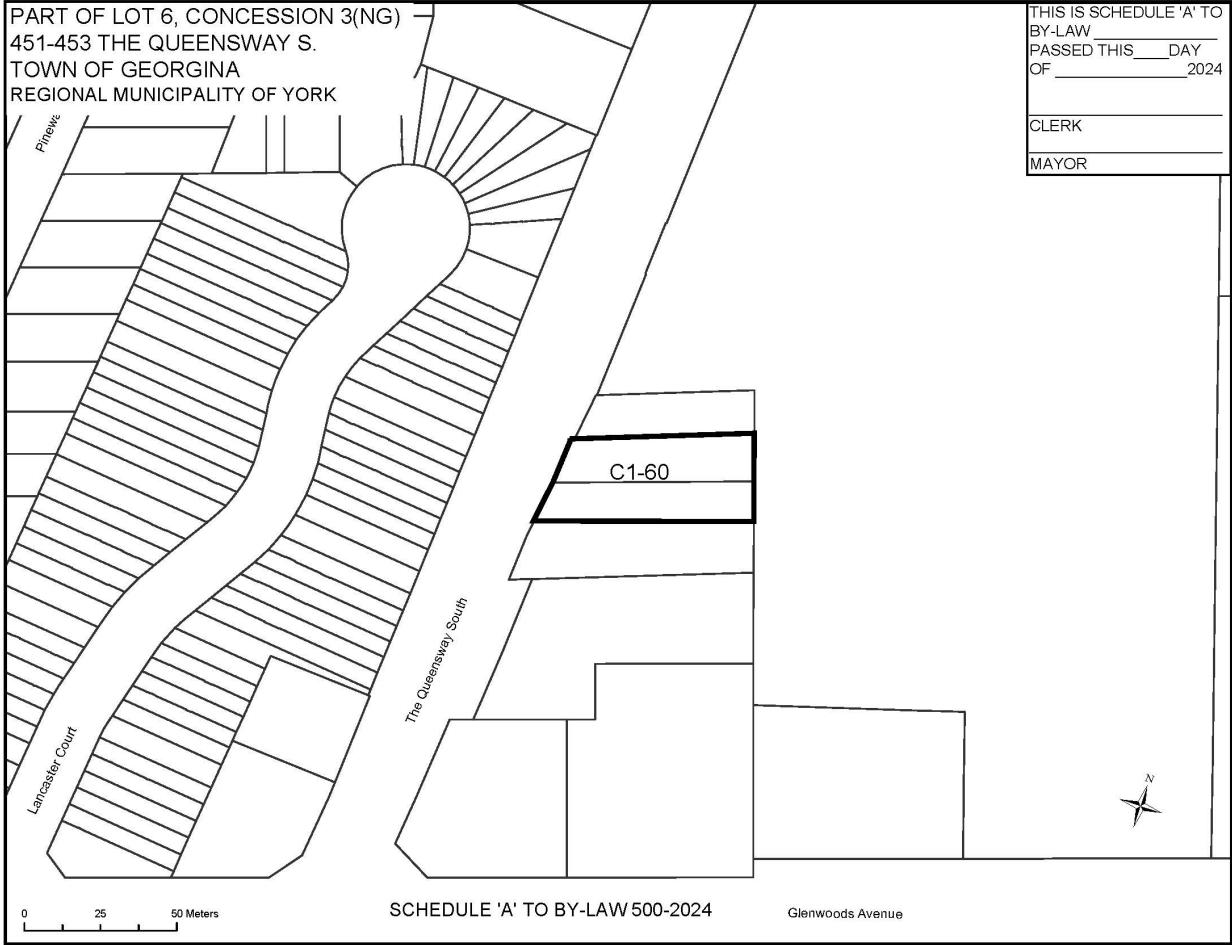 PART OF LOT 6, CONCESSION 3(NG)
451-453 THE QUEENSWAY S.
TOWN OF GEORGINA
REGIONAL MUNICIPALITY OF YORK
THIS IS SCHEDULE 'A' TO
BY-LAW
PASSED THIS DAY
OF 2024
CLERK
MAYOR
C1-60
The Queensway South
Lancaster Court
N
0 25 50 Meters
SCHEDULE 'A' TO BY-LAW 500-2024
Glenwoods Avenue